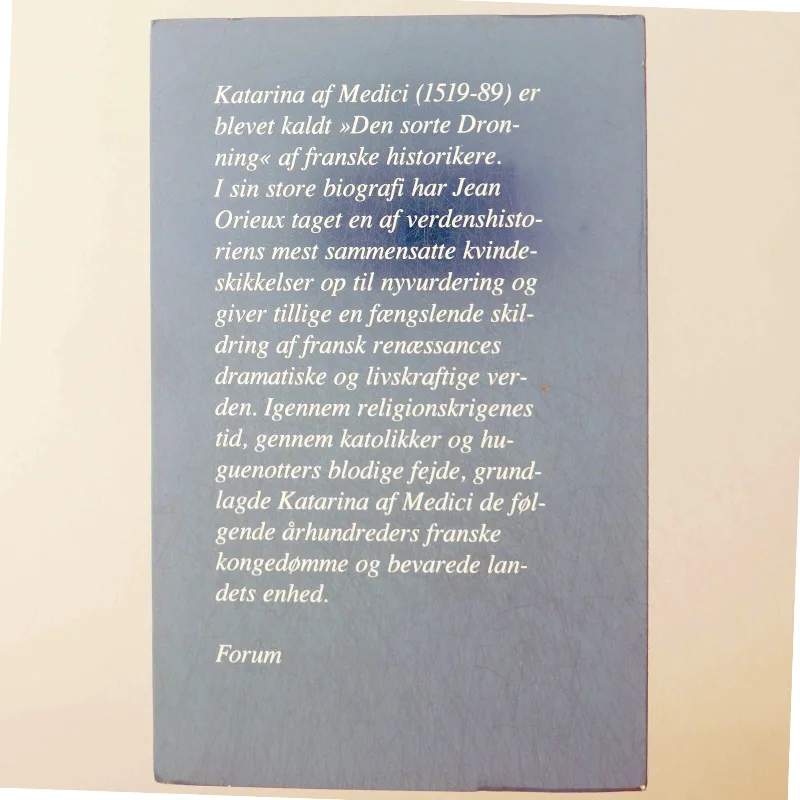 Katarina af Medici (1519-89) er
blevet kaldt »Den sorte Dron-
ning« af franske historikere.
I sin store biografi har Jean
Orieux taget en af verdenshisto-
riens mest sammensatte kvinde-
skikkelser op til nyvurdering og
giver tillige en fængslende skil-
dring af fransk renæssances
dramatiske og livskraftige ver-
den. Igennem religionskrigenes
tid, gennem katolikker og hu-
guenotters blodige fejde, grund-
lagde Katarina af Medici de føl-
gende århundreders franske
kongedømme og bevarede lan-
dets enhed.
Forum